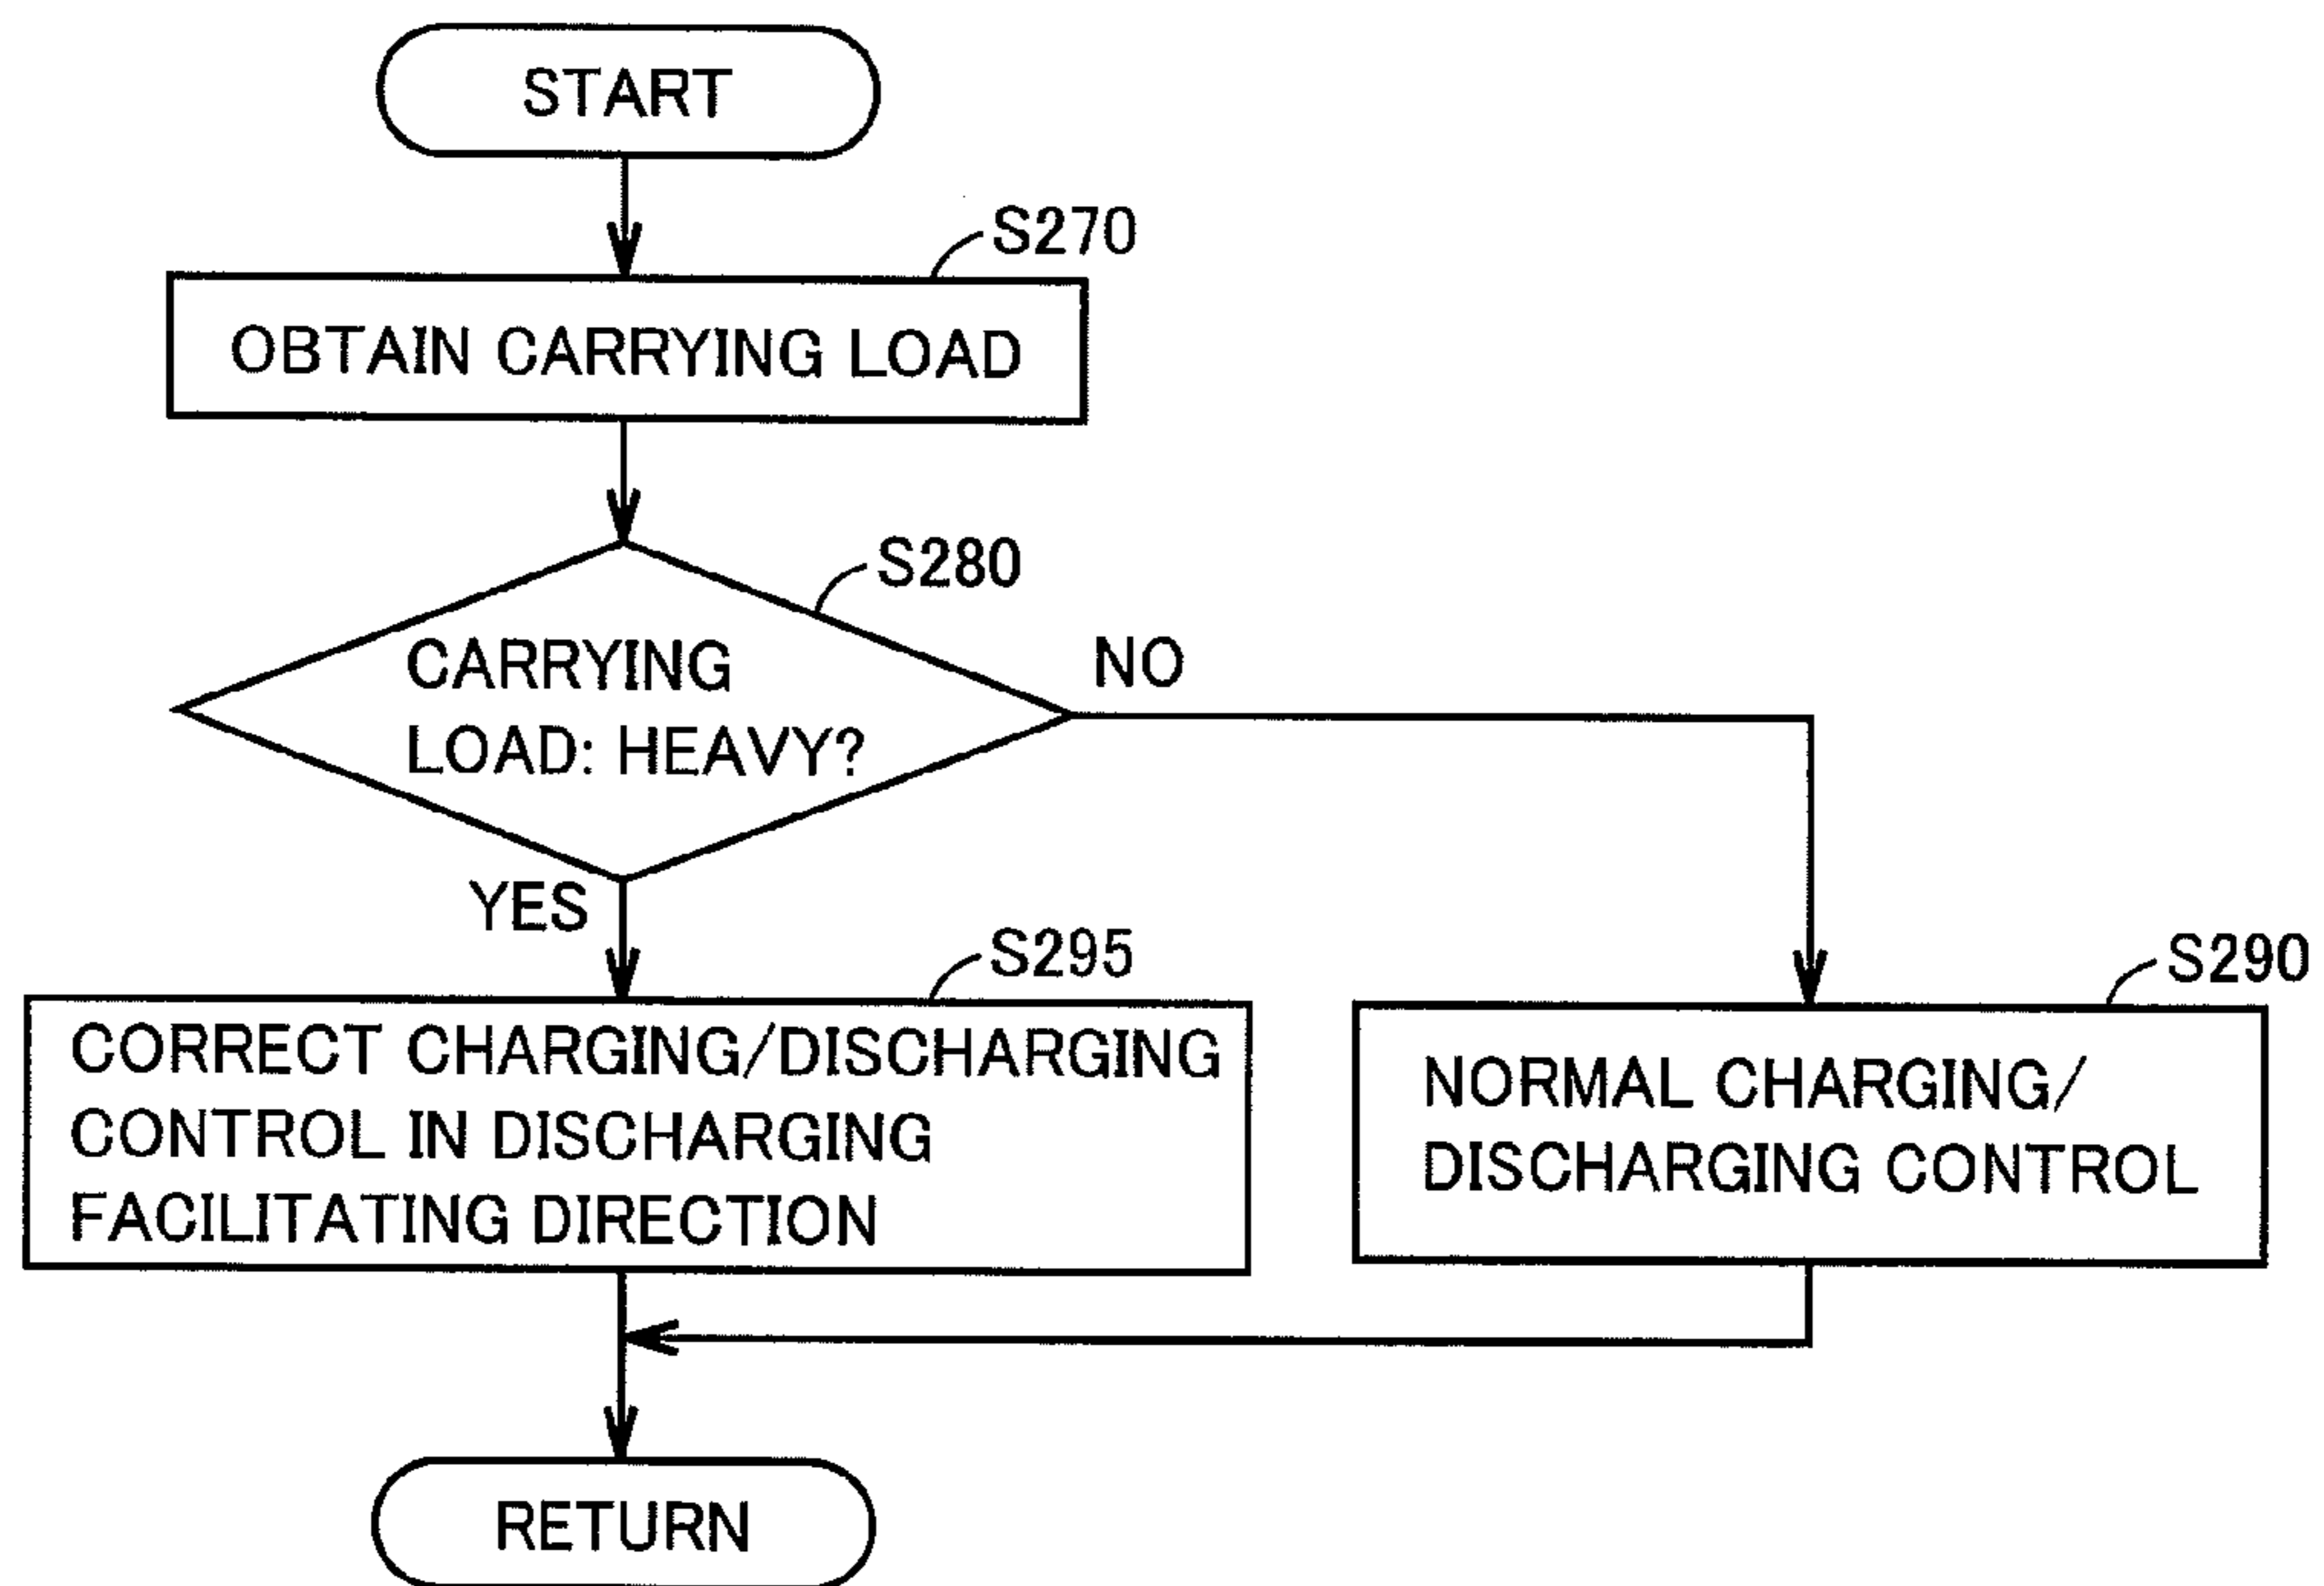 START
S270
OBTAIN CARRYING LOAD
S280
CARRYING
LOAD: HEAVY?
NO
YES
S295
CORRECT CHARGING/DISCHARGING
CONTROL IN DISCHARGING
FACILITATING DIRECTION
S290
NORMAL CHARGING/
DISCHARGING CONTROL
RETURN